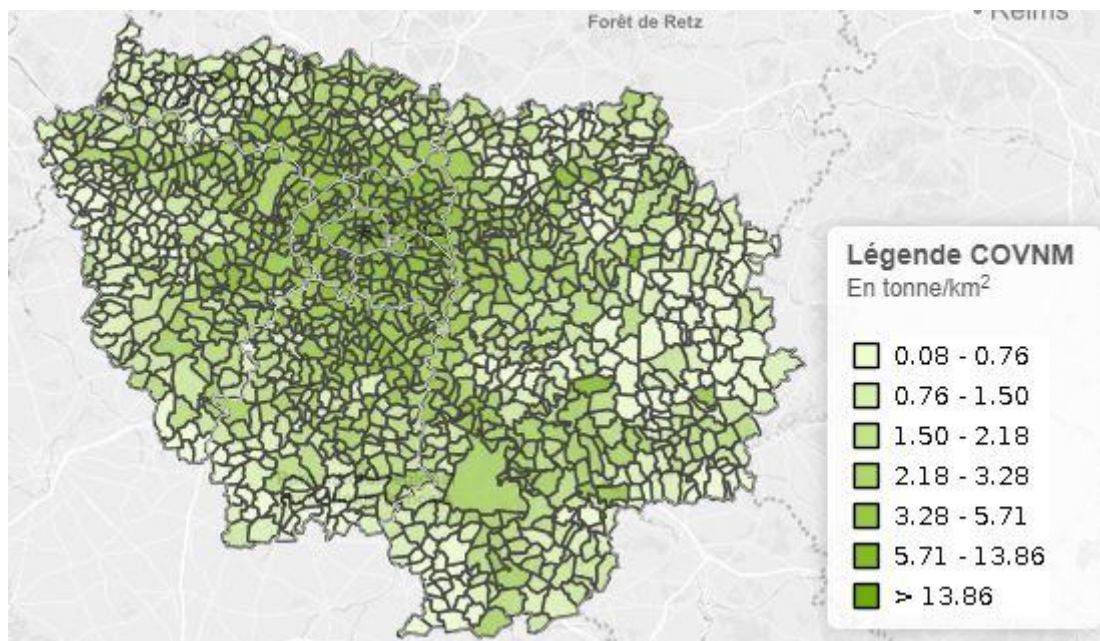 Forêt de Retz
Reims
Légende COVNM
En tonne/km²
0.08 - 0.76
0.76 - 1.50
1.50 - 2.18
2.18 - 3.28
3.28 - 5.71
5.71 - 13.86
> 13.86